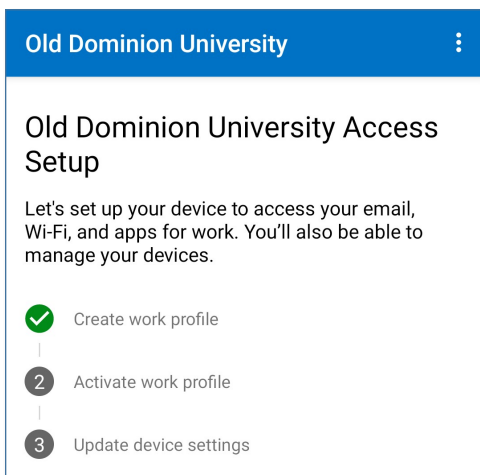 Old Dominion University
Old Dominion University Access
Setup
Let's set up your device to access your email,
Wi-Fi, and apps for work. You’ll also be able to
manage your devices.
Create work profile
2 Activate work profile
3 Update device settings